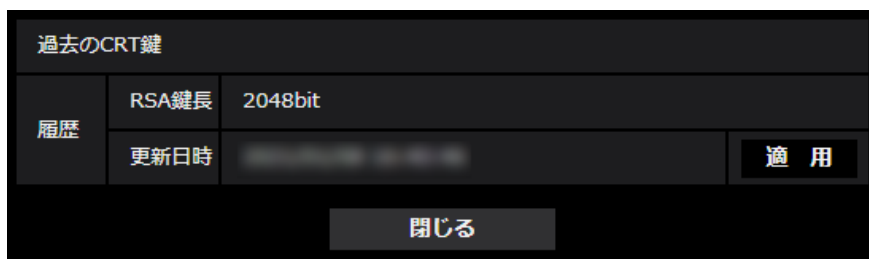 過去のCRT鍵
履歴
RSA鍵長 2048bit
更新日時
適 用
閉じる